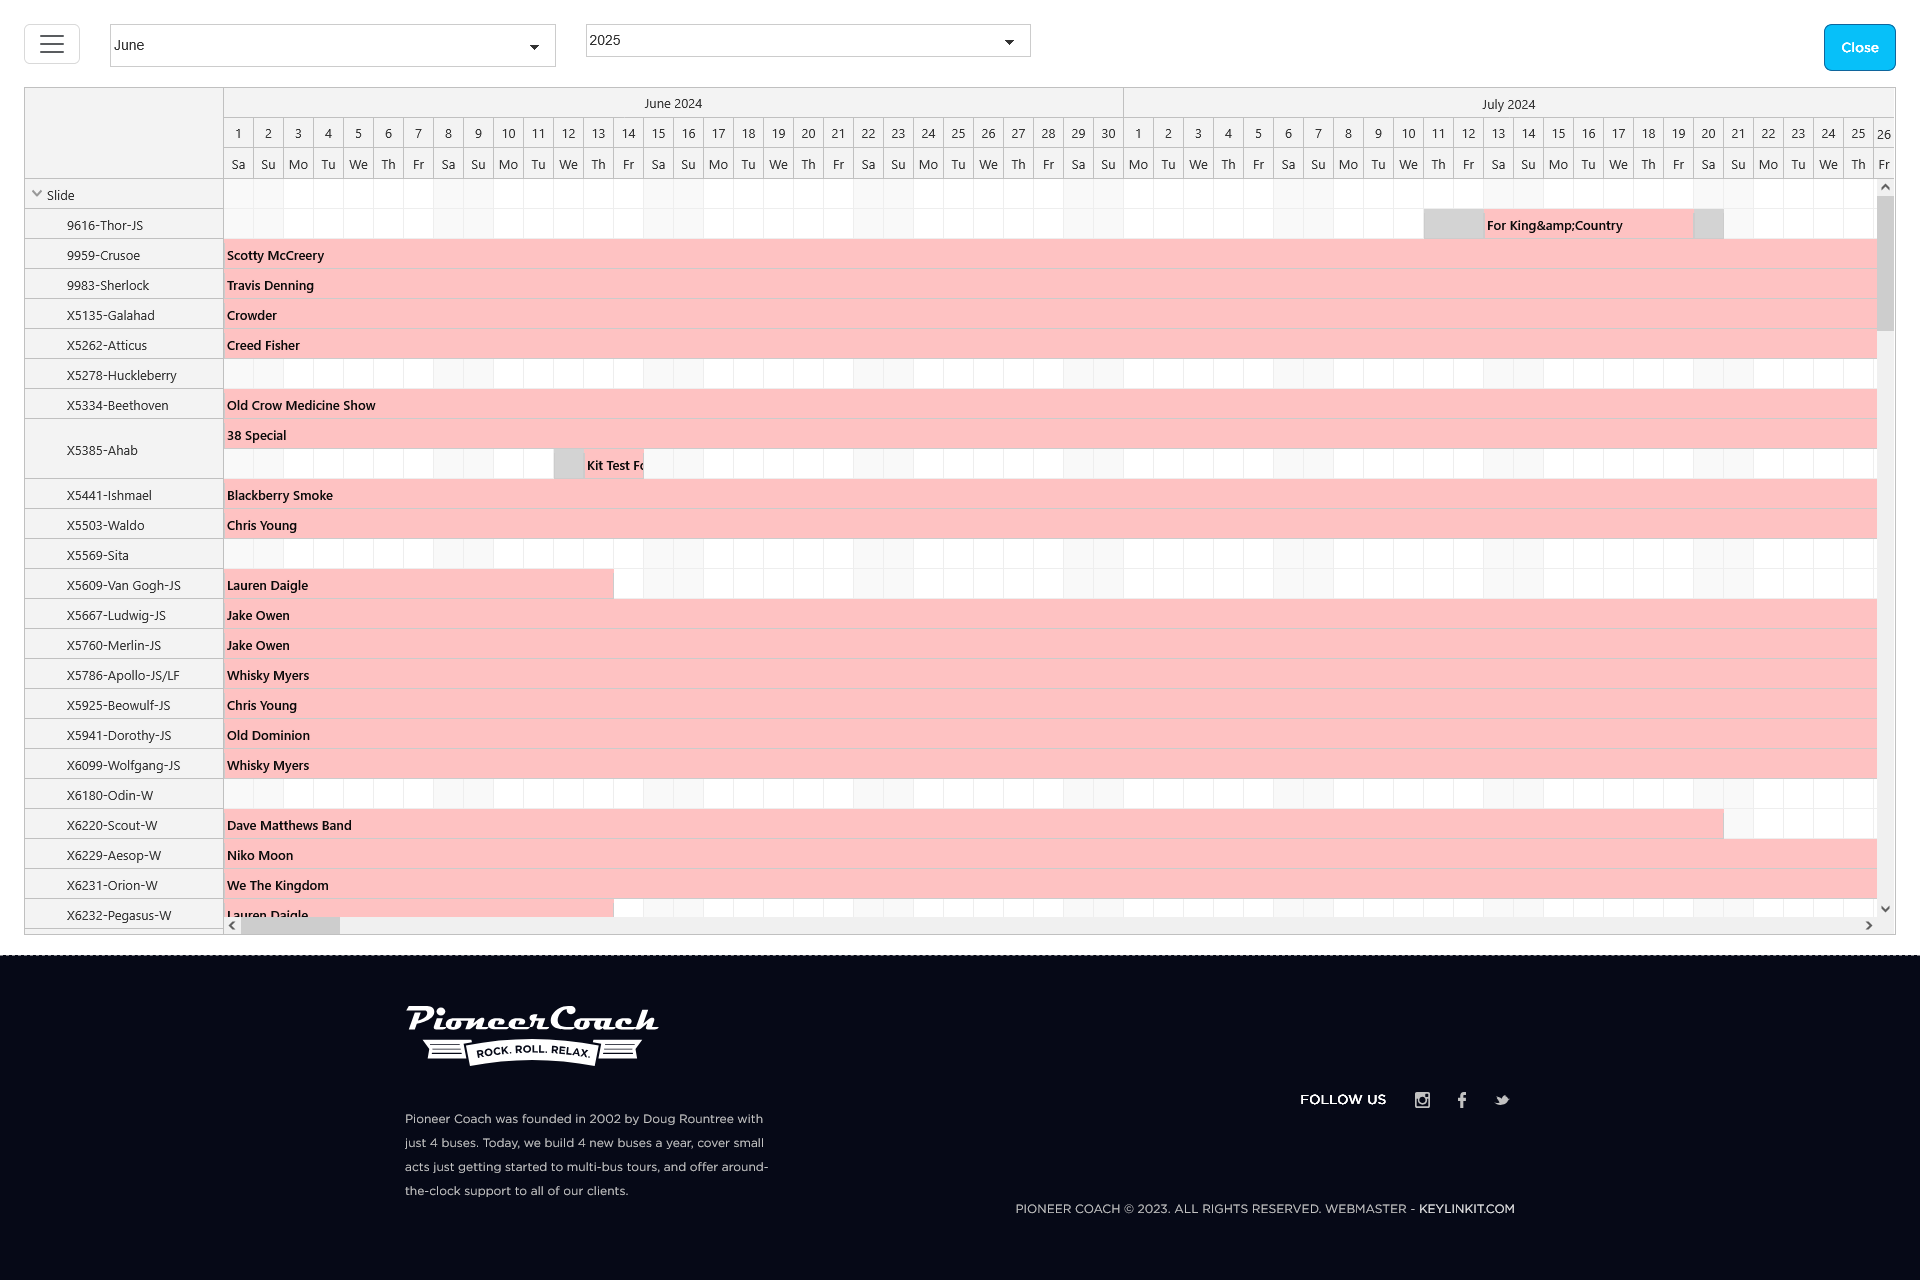 June
2025
Close
June 2024 July 2024
1 2 3 4 5 6 7 8 9 10 11 12 13 14 15 16 17 18 19 20 21 22 23 24 25 26 27 28 29 30 1 2 3 4 5 6 7 8 9 10 11 12 13 14 15 16 17 18 19 20 21 22 23 24 25 26
Sa Su Mo Tu We Th Fr Sa Su Mo Tu We Th Fr Sa Su Mo Tu We Th Fr Sa Su Mo Tu We Th Fr Sa Su Mo Tu We Th Fr Sa Su Mo Tu We Th Fr Sa Su Mo Tu We Th Fr Sa Su Mo Tu We Th Fr
Slide
9616-Thor-JS For King&amp;Country
9959-Crusoe Scotty McCreery
9983-Sherlock Travis Denning
X5135-Galahad Crowder
X5262-Atticus Creed Fisher
X5278-Huckleberry
X5334-Beethoven Old Crow Medicine Show
38 Special
X5385-Ahab
Kit Test Fo
X5441-Ishmael Blackberry Smoke
X5503-Waldo Chris Young
X5569-Sita
X5609-Van Gogh-JS Lauren Daigle
X5667-Ludwig-JS Jake Owen
X5760-Merlin-JS Jake Owen
X5786-Apollo-JS/LF Whisky Myers
X5925-Beowulf-JS Chris Young
X5941-Dorothy-JS Old Dominion
X6099-Wolfgang-JS Whisky Myers
X6180-Odin-W
X6220-Scout-W Dave Matthews Band
X6229-Aesop-W Niko Moon
X6231-Orion-W We The Kingdom
X6232-Pegasus-W Lauren Daigle
Pioneer Coach
ROCK. ROLL. RELAX.
Pioneer Coach was founded in 2002 by Doug Rountree with
just 4 buses. Today, we build 4 new buses a year, cover small
acts just getting started to multi-bus tours, and offer around-
the-clock support to all of our clients.
FOLLOW US
PIONEER COACH © 2023. ALL RIGHTS RESERVED. WEBMASTER - KEYLINKIT.COM